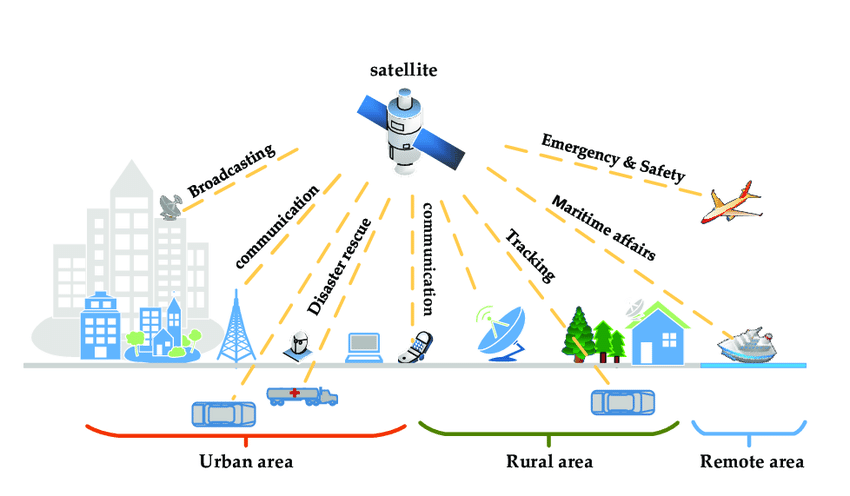 satellite
Broadcasting
communication
Disaster rescue
communication
Tracking
Maritime affairs
Emergency & Safety
Urban area
Rural area
Remote area